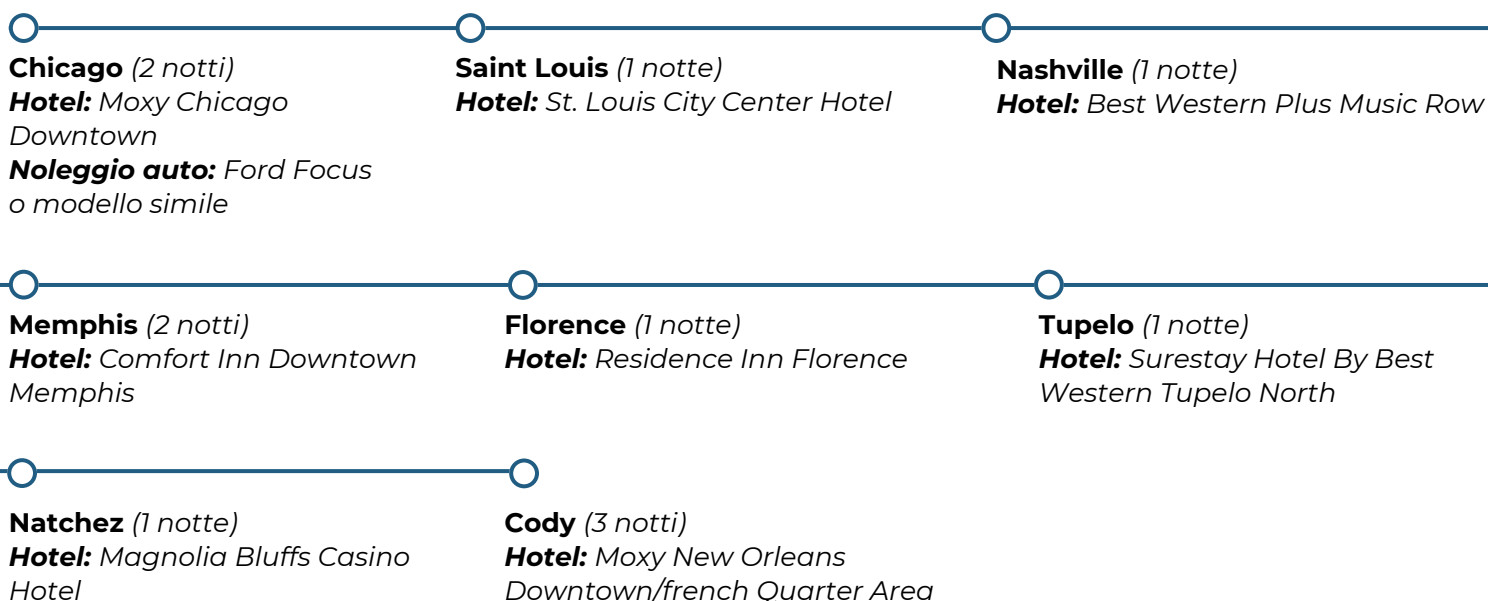 Chicago (2 notti)
Hotel: Moxy Chicago
Downtown
Noleggio auto: Ford Focus
o modello simile
Saint Louis (1 notte)
Hotel: St. Louis City Center Hotel
Nashville (1 notte)
Hotel: Best Western Plus Music Row
Memphis (2 notti)
Hotel: Comfort Inn Downtown
Memphis
Florence (1 notte)
Hotel: Residence Inn Florence
Tupelo (1 notte)
Hotel: Surestay Hotel By Best
Western Tupelo North
Natchez (1 notte)
Hotel: Magnolia Bluffs Casino
Hotel
Cody (3 notti)
Hotel: Moxy New Orleans
Downtown/french Quarter Area